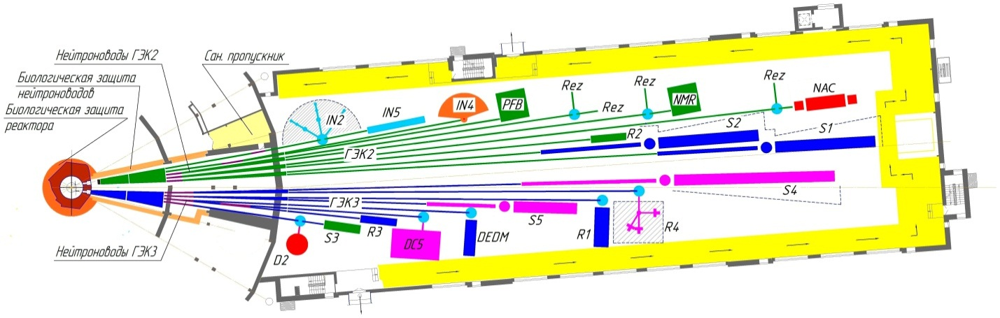 Нейтроноводы ГЭК2
Сан. пропускник
Биологическая защита
нейтроноводов
Биологическая защита
реактора
IN2
IN5
IN4
PFB
Rez
Rez
Rez
NMR
Rez
NAC
R2
S2
S1
ГЭК2
ГЭК3
S4
S5
D2
S3
R3
DC5
DEDM
R1
R4
Нейтроноводы ГЭК3